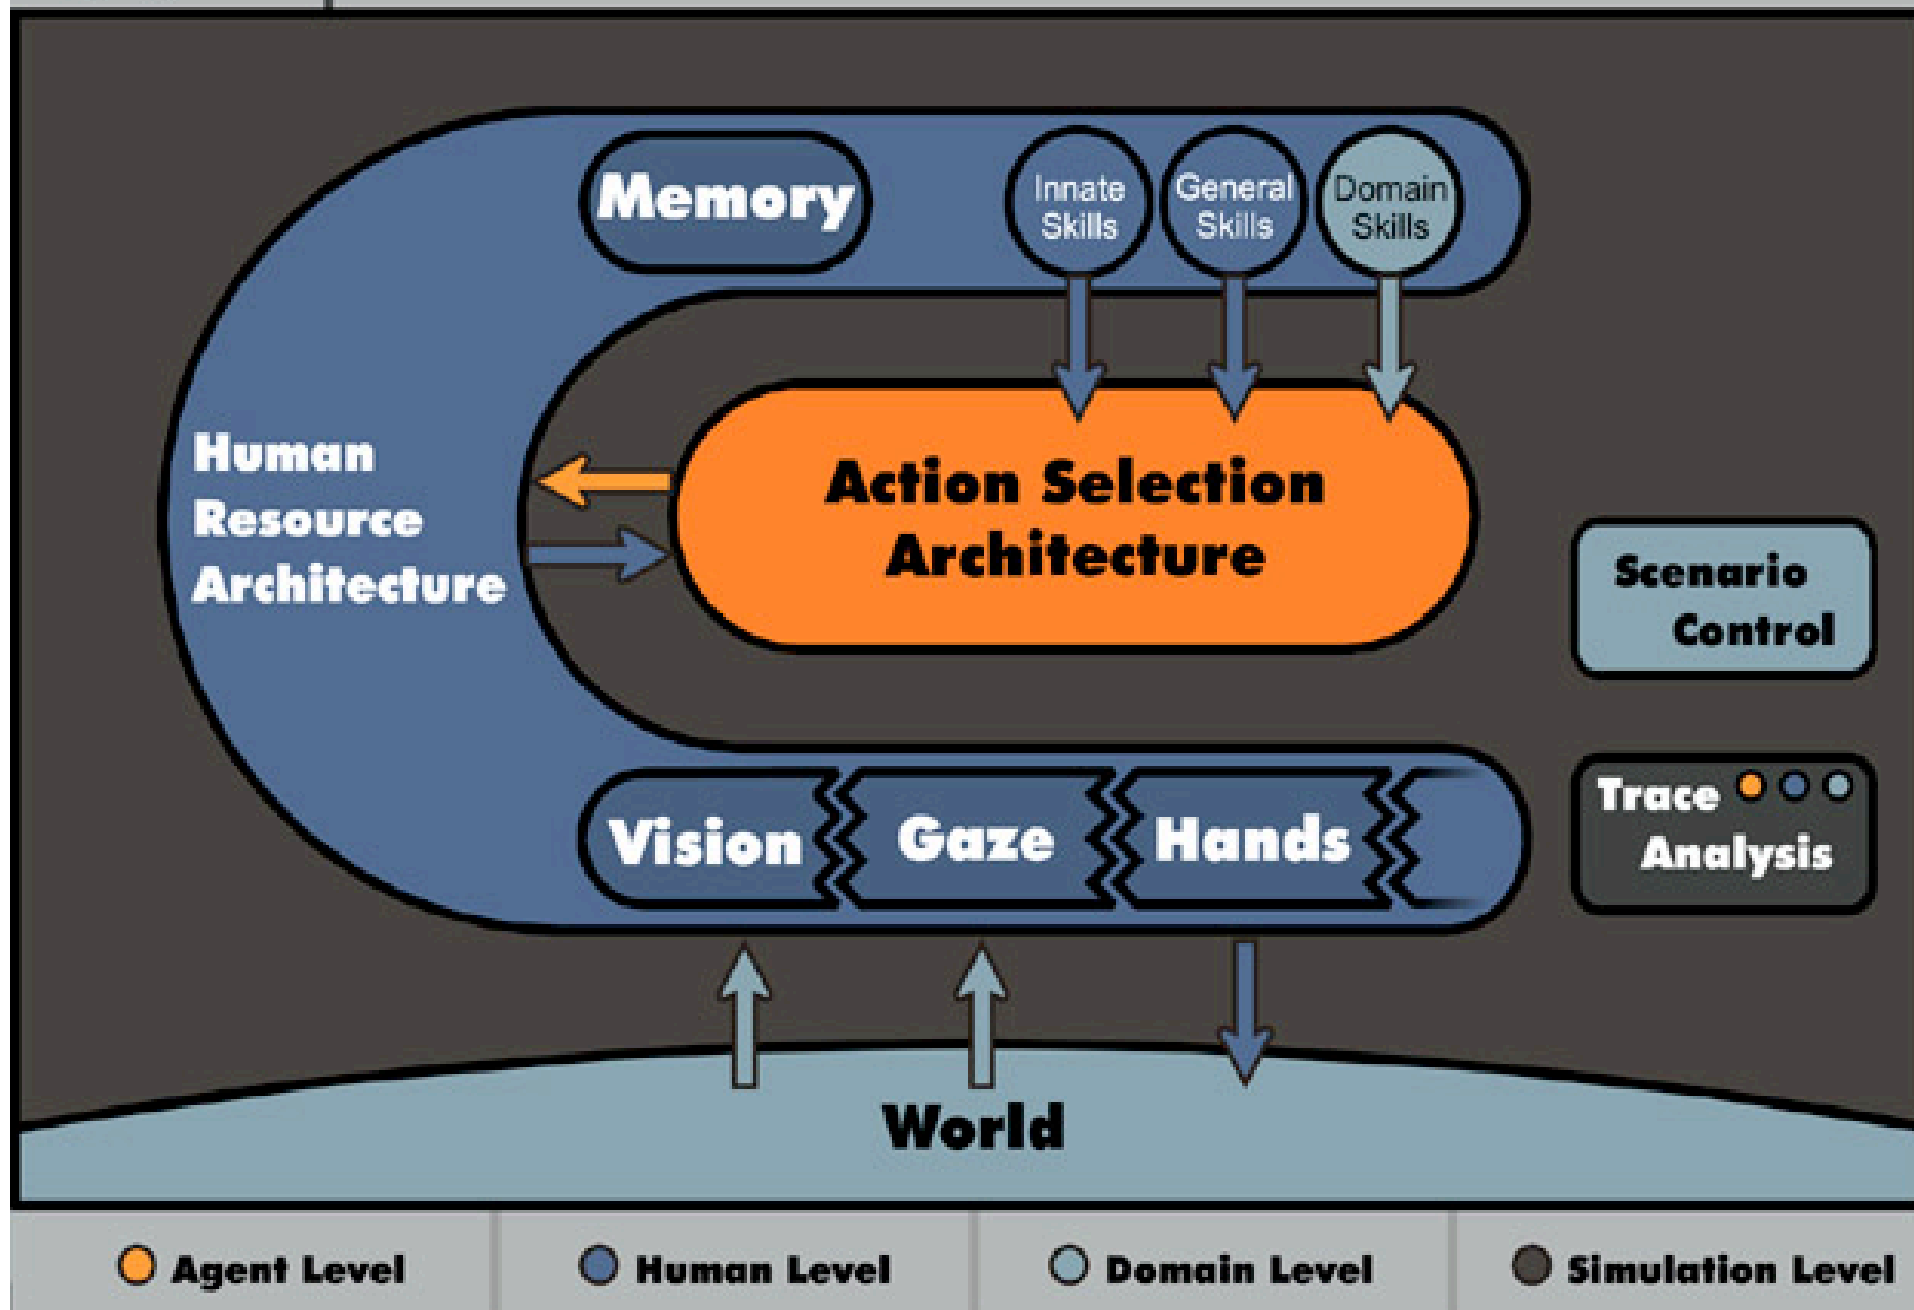 Memory
Innate
Skills
General
Skills
Domain
Skills
Human
Resource
Architecture
Action Selection
Architecture
Scenario
Control
Trace
Analysis
Vision
Gaze
Hands
World
Agent Level
Human Level
Domain Level
Simulation Level